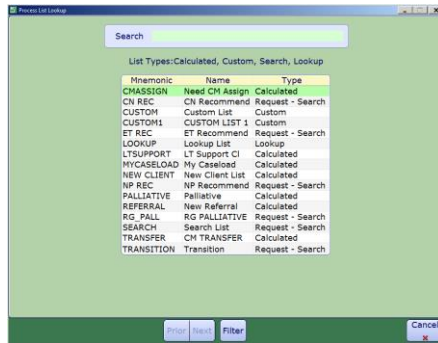 Process List Lookup
Search
List Types:Calculated, Custom, Search, Lookup
Mnemonic Name Type
CMASSIGN Need CM Assign Calculated
CN REC CN Recommend Request - Search
CUSTOM Custom List Custom
CUSTOM1 CUSTOM LIST 1 Custom
ET REC ET Recommend Request - Search
LOOKUP Lookup List Lookup
LTSUPPORT LT Support Cl Calculated
MYCASELOAD My Caseload Calculated
NEW CLIENT New Client List Calculated
NP REC NP Recommend Request - Search
PALLIATIVE Palliative Calculated
REFERRAL New Referral Calculated
RG_PALL RG PALLIATIVE Request - Search
SEARCH Search List Request - Search
TRANSFER CM TRANSFER Calculated
TRANSITION Transition Request - Search
Prior Next Filter Cancel